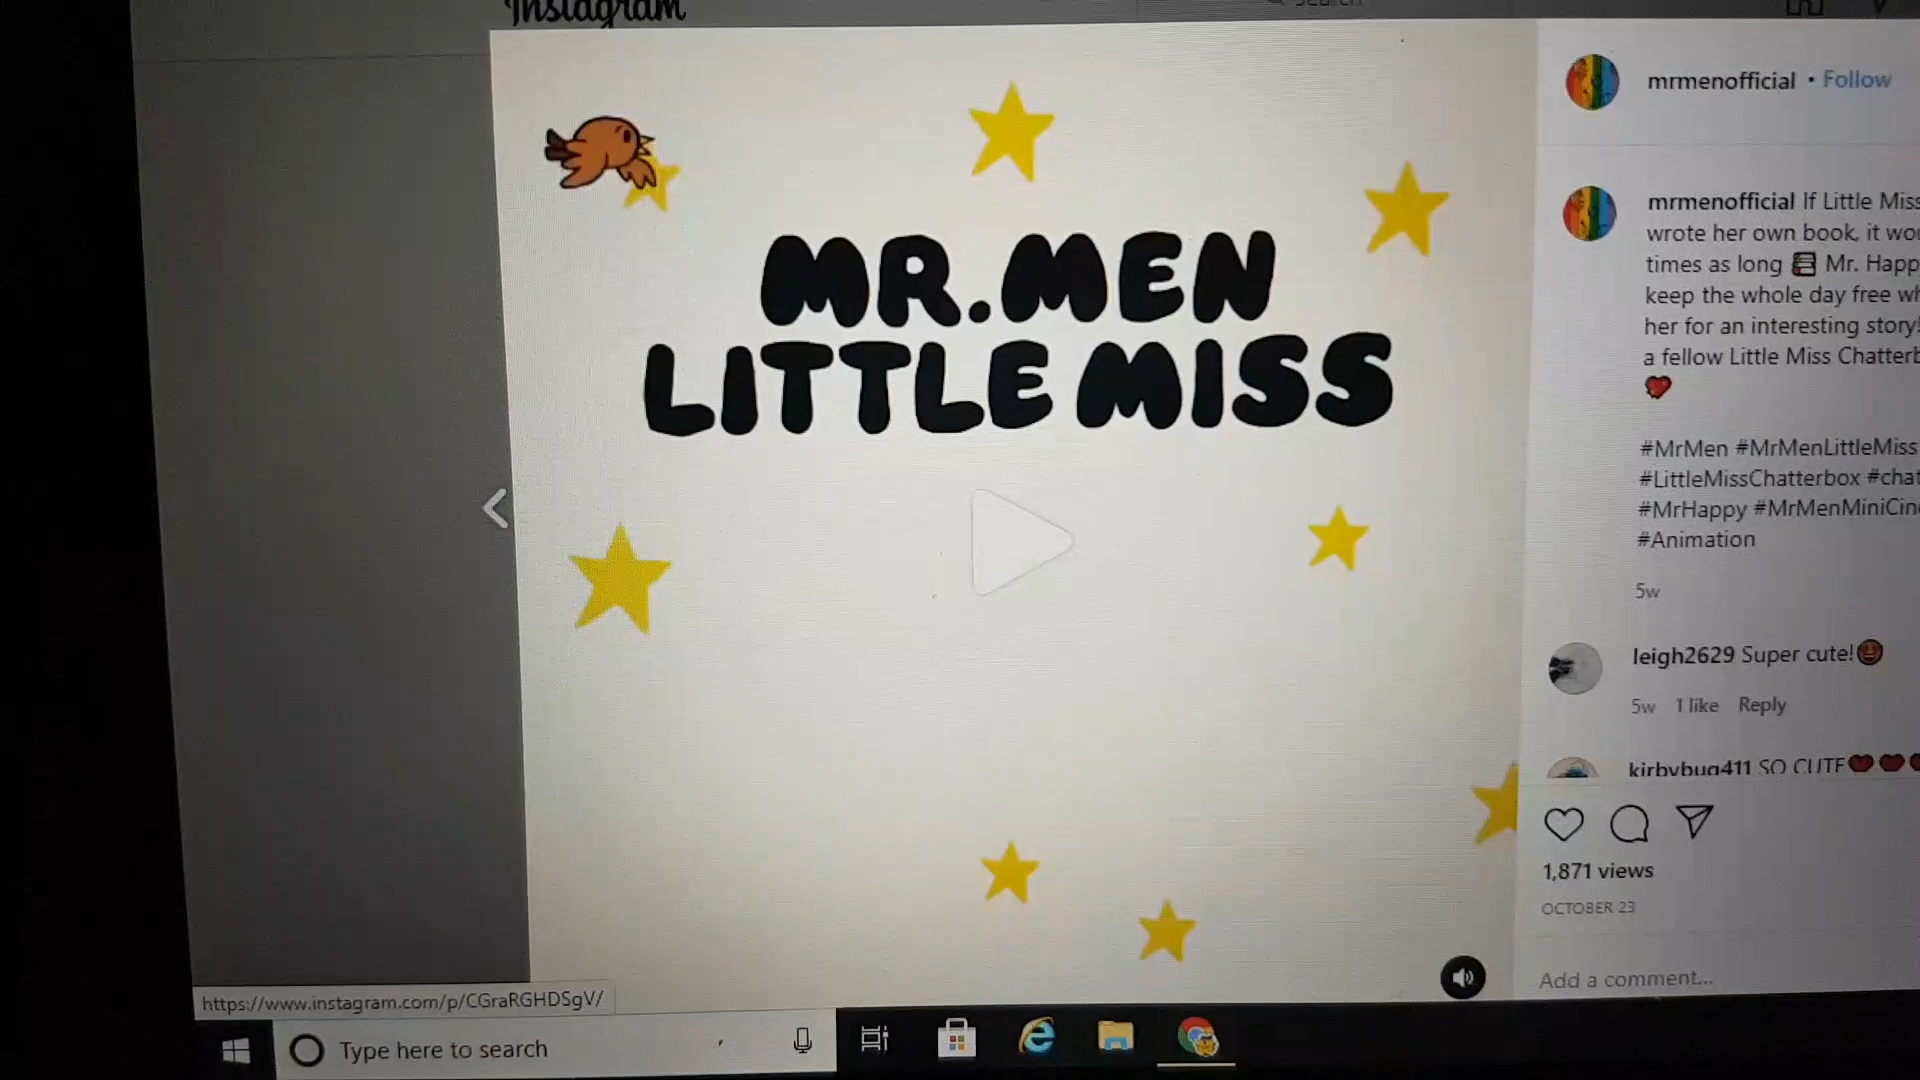 Instagram
mrmenofficial • Follow
MR.MEN
LITTLE MISS
mrmenofficial If Little Miss
wrote her own book, it
times as long 📚 Mr.
keep the whole day free
her for an interesting story!
a fellow Little Miss
❤️
#MrMen #MrMenLittleMiss
#LittleMissChatterbox
#MrHappy
#Animation
5w
leigh2629 Super cute!
5w 1 like Reply
kirbybug411 SO CUTE❤️❤️
1,871 views
OCTOBER 23
Add a comment...
https://www.instagram.com/p/CGraRGHDSgV/
Type here to search